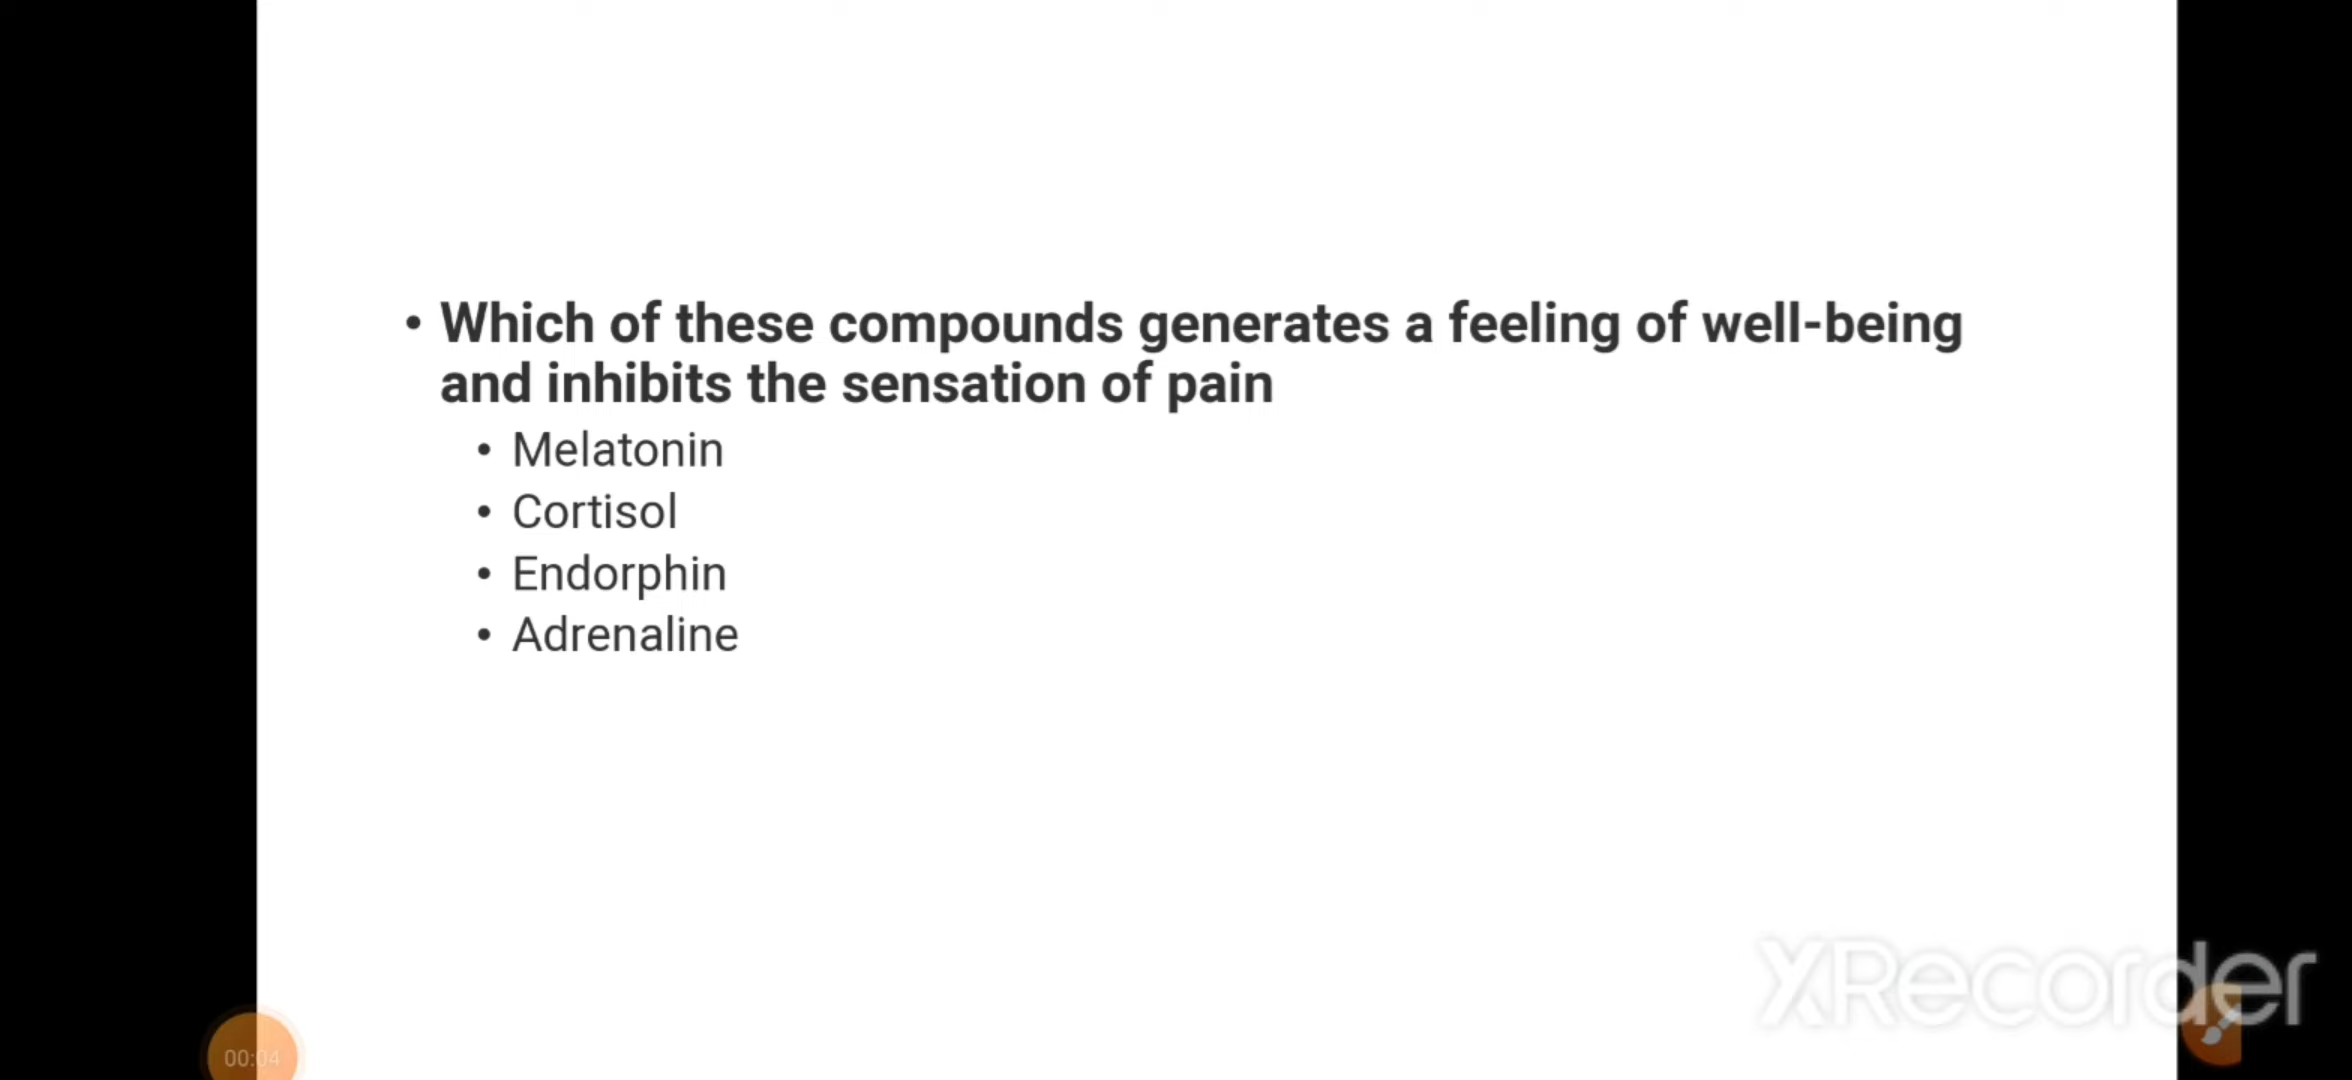 • Which of these compounds generates a feeling of well-being
and inhibits the sensation of pain
• Melatonin
• Cortisol
• Endorphin
• Adrenaline
XRecorder
00:04